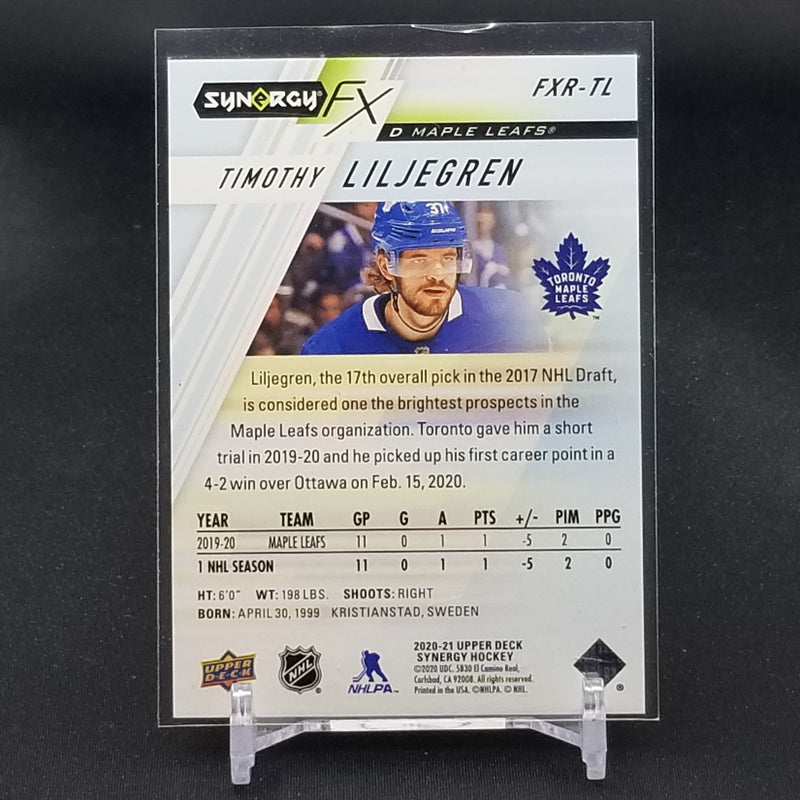 SYNERGY FX
FXR-TL
D MAPLE LEAFS®
TIMOTHY LILJEGREN
37
BAUER
TORONTO
MAPLE
LEAFS
™
Liljegren, the 17th overall pick in the 2017 NHL Draft,
is considered one the brightest prospects in the
Maple Leafs organization. Toronto gave him a short
trial in 2019-20 and he picked up his first career point in a
4-2 win over Ottawa on Feb. 15, 2020.
YEAR TEAM GP G A PTS +/- PIM PPG
2019-20 MAPLE LEAFS 11 0 1 1 -5 2 0
1 NHL SEASON 11 0 1 1 -5 2 0
HT: 6'0" WT: 198 LBS. SHOOTS: RIGHT
BORN: APRIL 30, 1999 KRISTIANSTAD, SWEDEN
UPPER
DECK
NHL
®
NHLPA™
2020-21 UPPER DECK
SYNERGY HOCKEY
©2020 UDC. 5830 El Camino Real,
Carlsbad, CA 92008. All rights reserved.
Printed in the USA. ©NHLPA. © NHL.
®